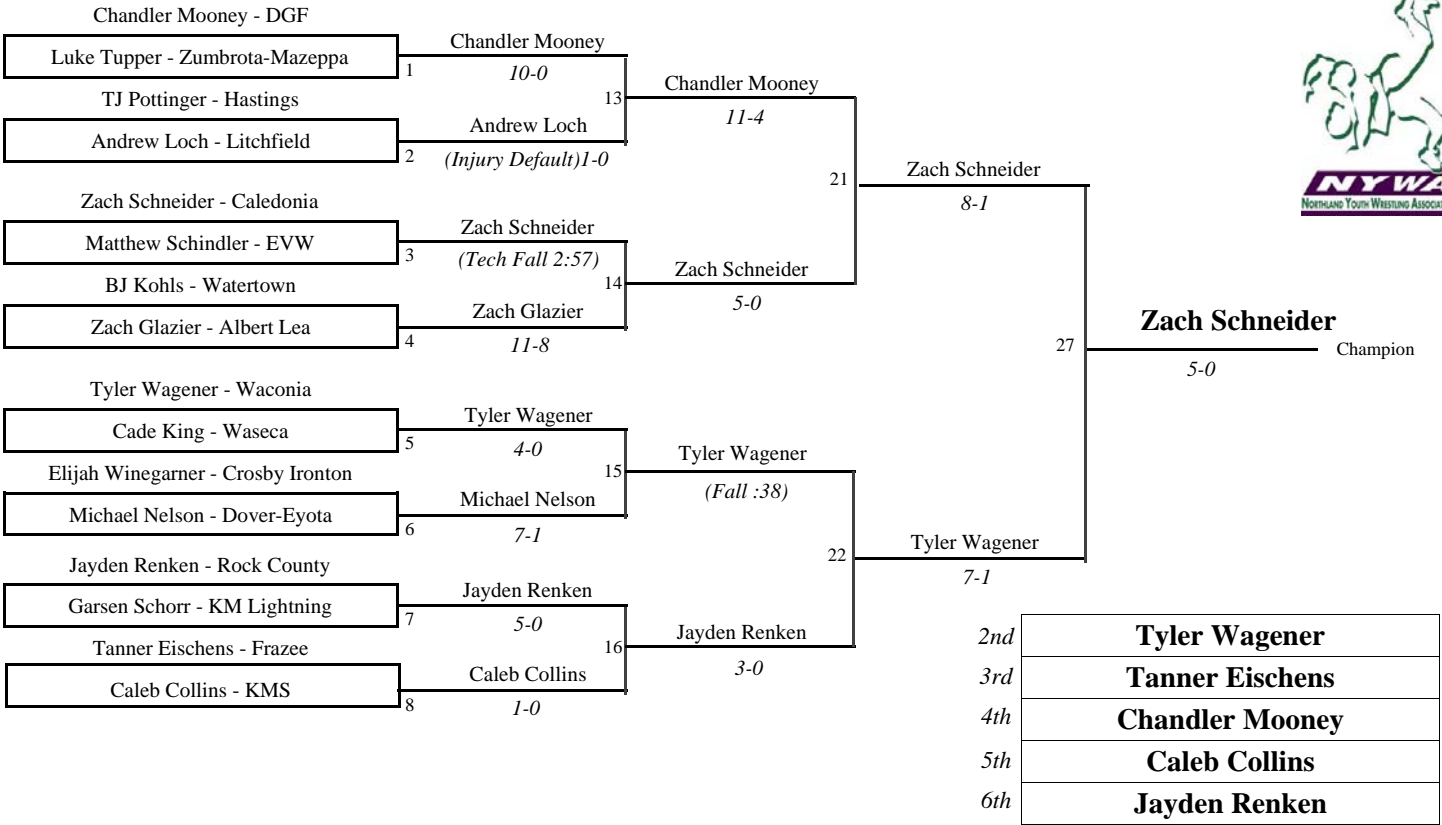 Chandler Mooney - DGF
Luke Tupper - Zumbrota-Mazeppa
1
TJ Pottinger - Hastings
Andrew Loch - Litchfield
2
Zach Schneider - Caledonia
Matthew Schindler - EVW
3
BJ Kohls - Watertown
Zach Glazier - Albert Lea
4
Tyler Wagener - Waconia
Cade King - Waseca
5
Elijah Winegarner - Crosby Ironton
Michael Nelson - Dover-Eyota
6
Jayden Renken - Rock County
Garsen Schorr - KM Lightning
7
Tanner Eischens - Frazee
Caleb Collins - KMS
8
Chandler Mooney
10-0
13
Andrew Loch
(Injury Default)1-0
Zach Schneider
(Tech Fall 2:57)
14
Zach Glazier
11-8
Tyler Wagener
4-0
15
Michael Nelson
7-1
Jayden Renken
5-0
16
Caleb Collins
1-0
Chandler Mooney
11-4
21
Zach Schneider
5-0
Tyler Wagener
(Fall :38)
22
Jayden Renken
3-0
Zach Schneider
8-1
27
Tyler Wagener
7-1
Zach Schneider
Champion
5-0
NYWA
Northland Youth Wrestling
2nd Tyler Wagener
3rd Tanner Eischens
4th Chandler Mooney
5th Caleb Collins
6th Jayden Renken